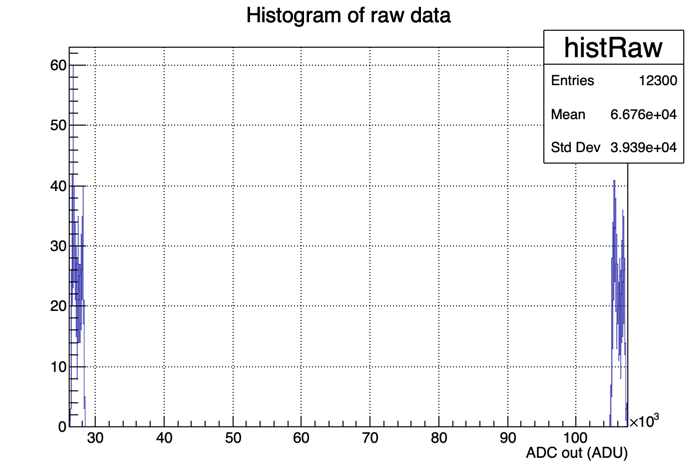 Histogram of raw data
histRaw
Entries 12300
Mean 6.676e+04
Std Dev 3.939e+04
60
50
40
30
20
10
0
30 40 50 60 70 80 90 100
×10³
ADC out (ADU)